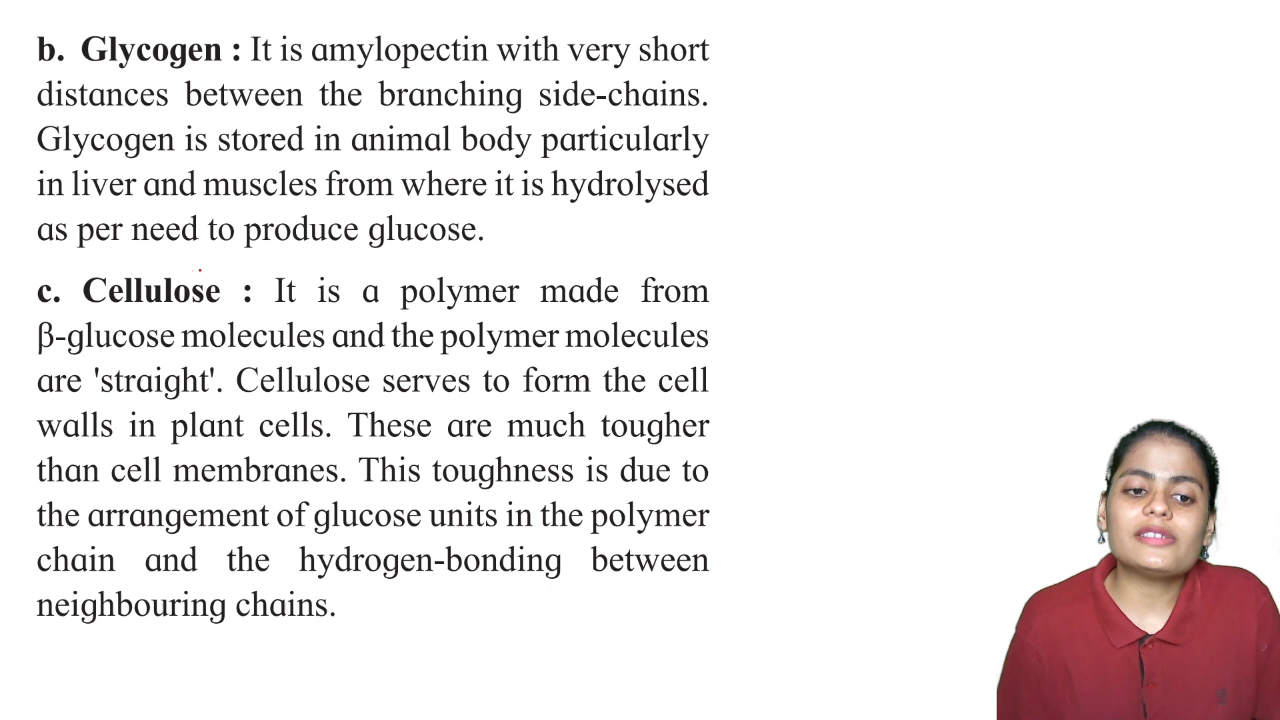 b. Glycogen : It is amylopectin with very short
distances between the branching side-chains.
Glycogen is stored in animal body particularly
in liver and muscles from where it is hydrolysed
as per need to produce glucose.
c. Cellulose : It is a polymer made from
β-glucose molecules and the polymer molecules
are 'straight'. Cellulose serves to form the cell
walls in plant cells. These are much tougher
than cell membranes. This toughness is due to
the arrangement of glucose units in the polymer
chain and the hydrogen-bonding between
neighbouring chains.